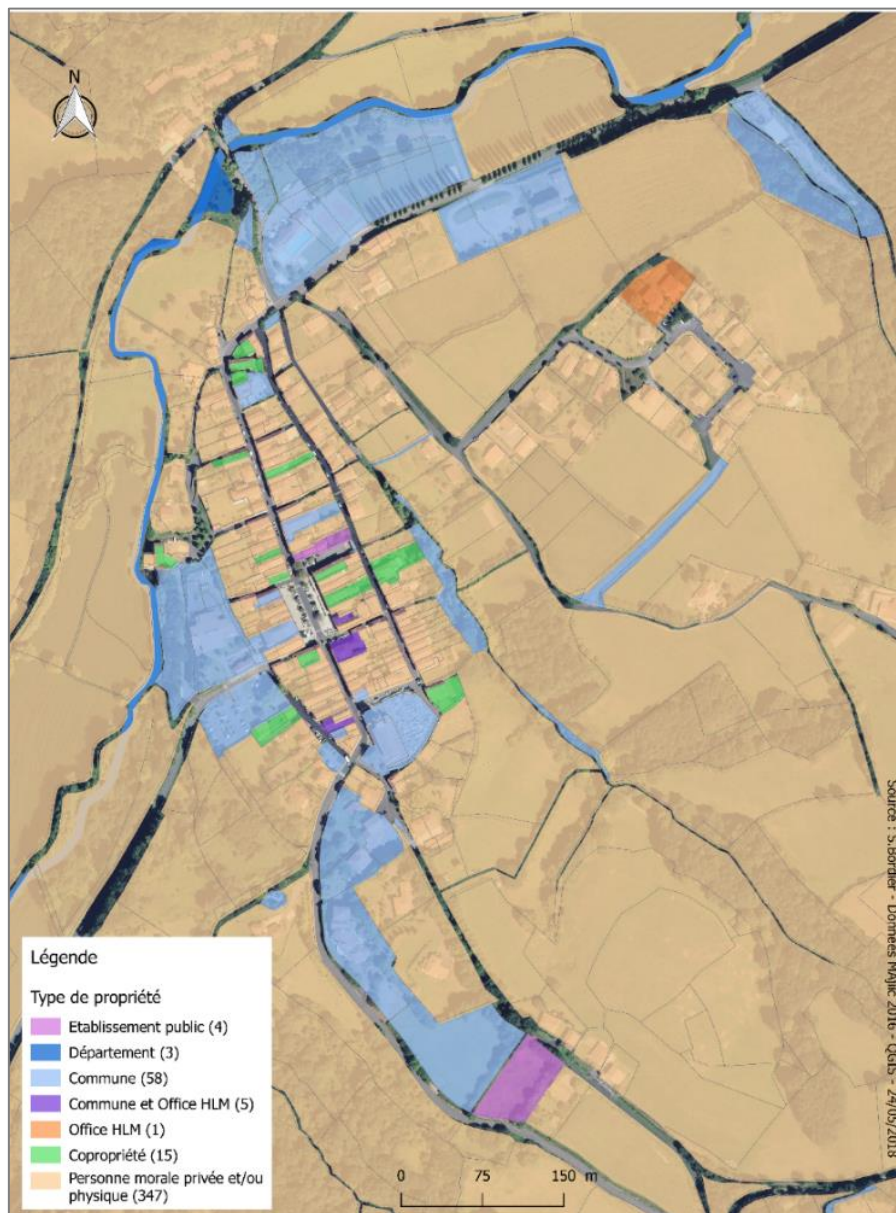 N
Source : S.Bordier - Données MAJIC 2016 - QGIS - 24/05/2018
Légende
Type de propriété
Etablissement public (4)
Département (3)
Commune (58)
Commune et Office HLM (5)
Office HLM (1)
Copropriété (15)
Personne morale privée et/ou
physique (347)
0 75 150 m